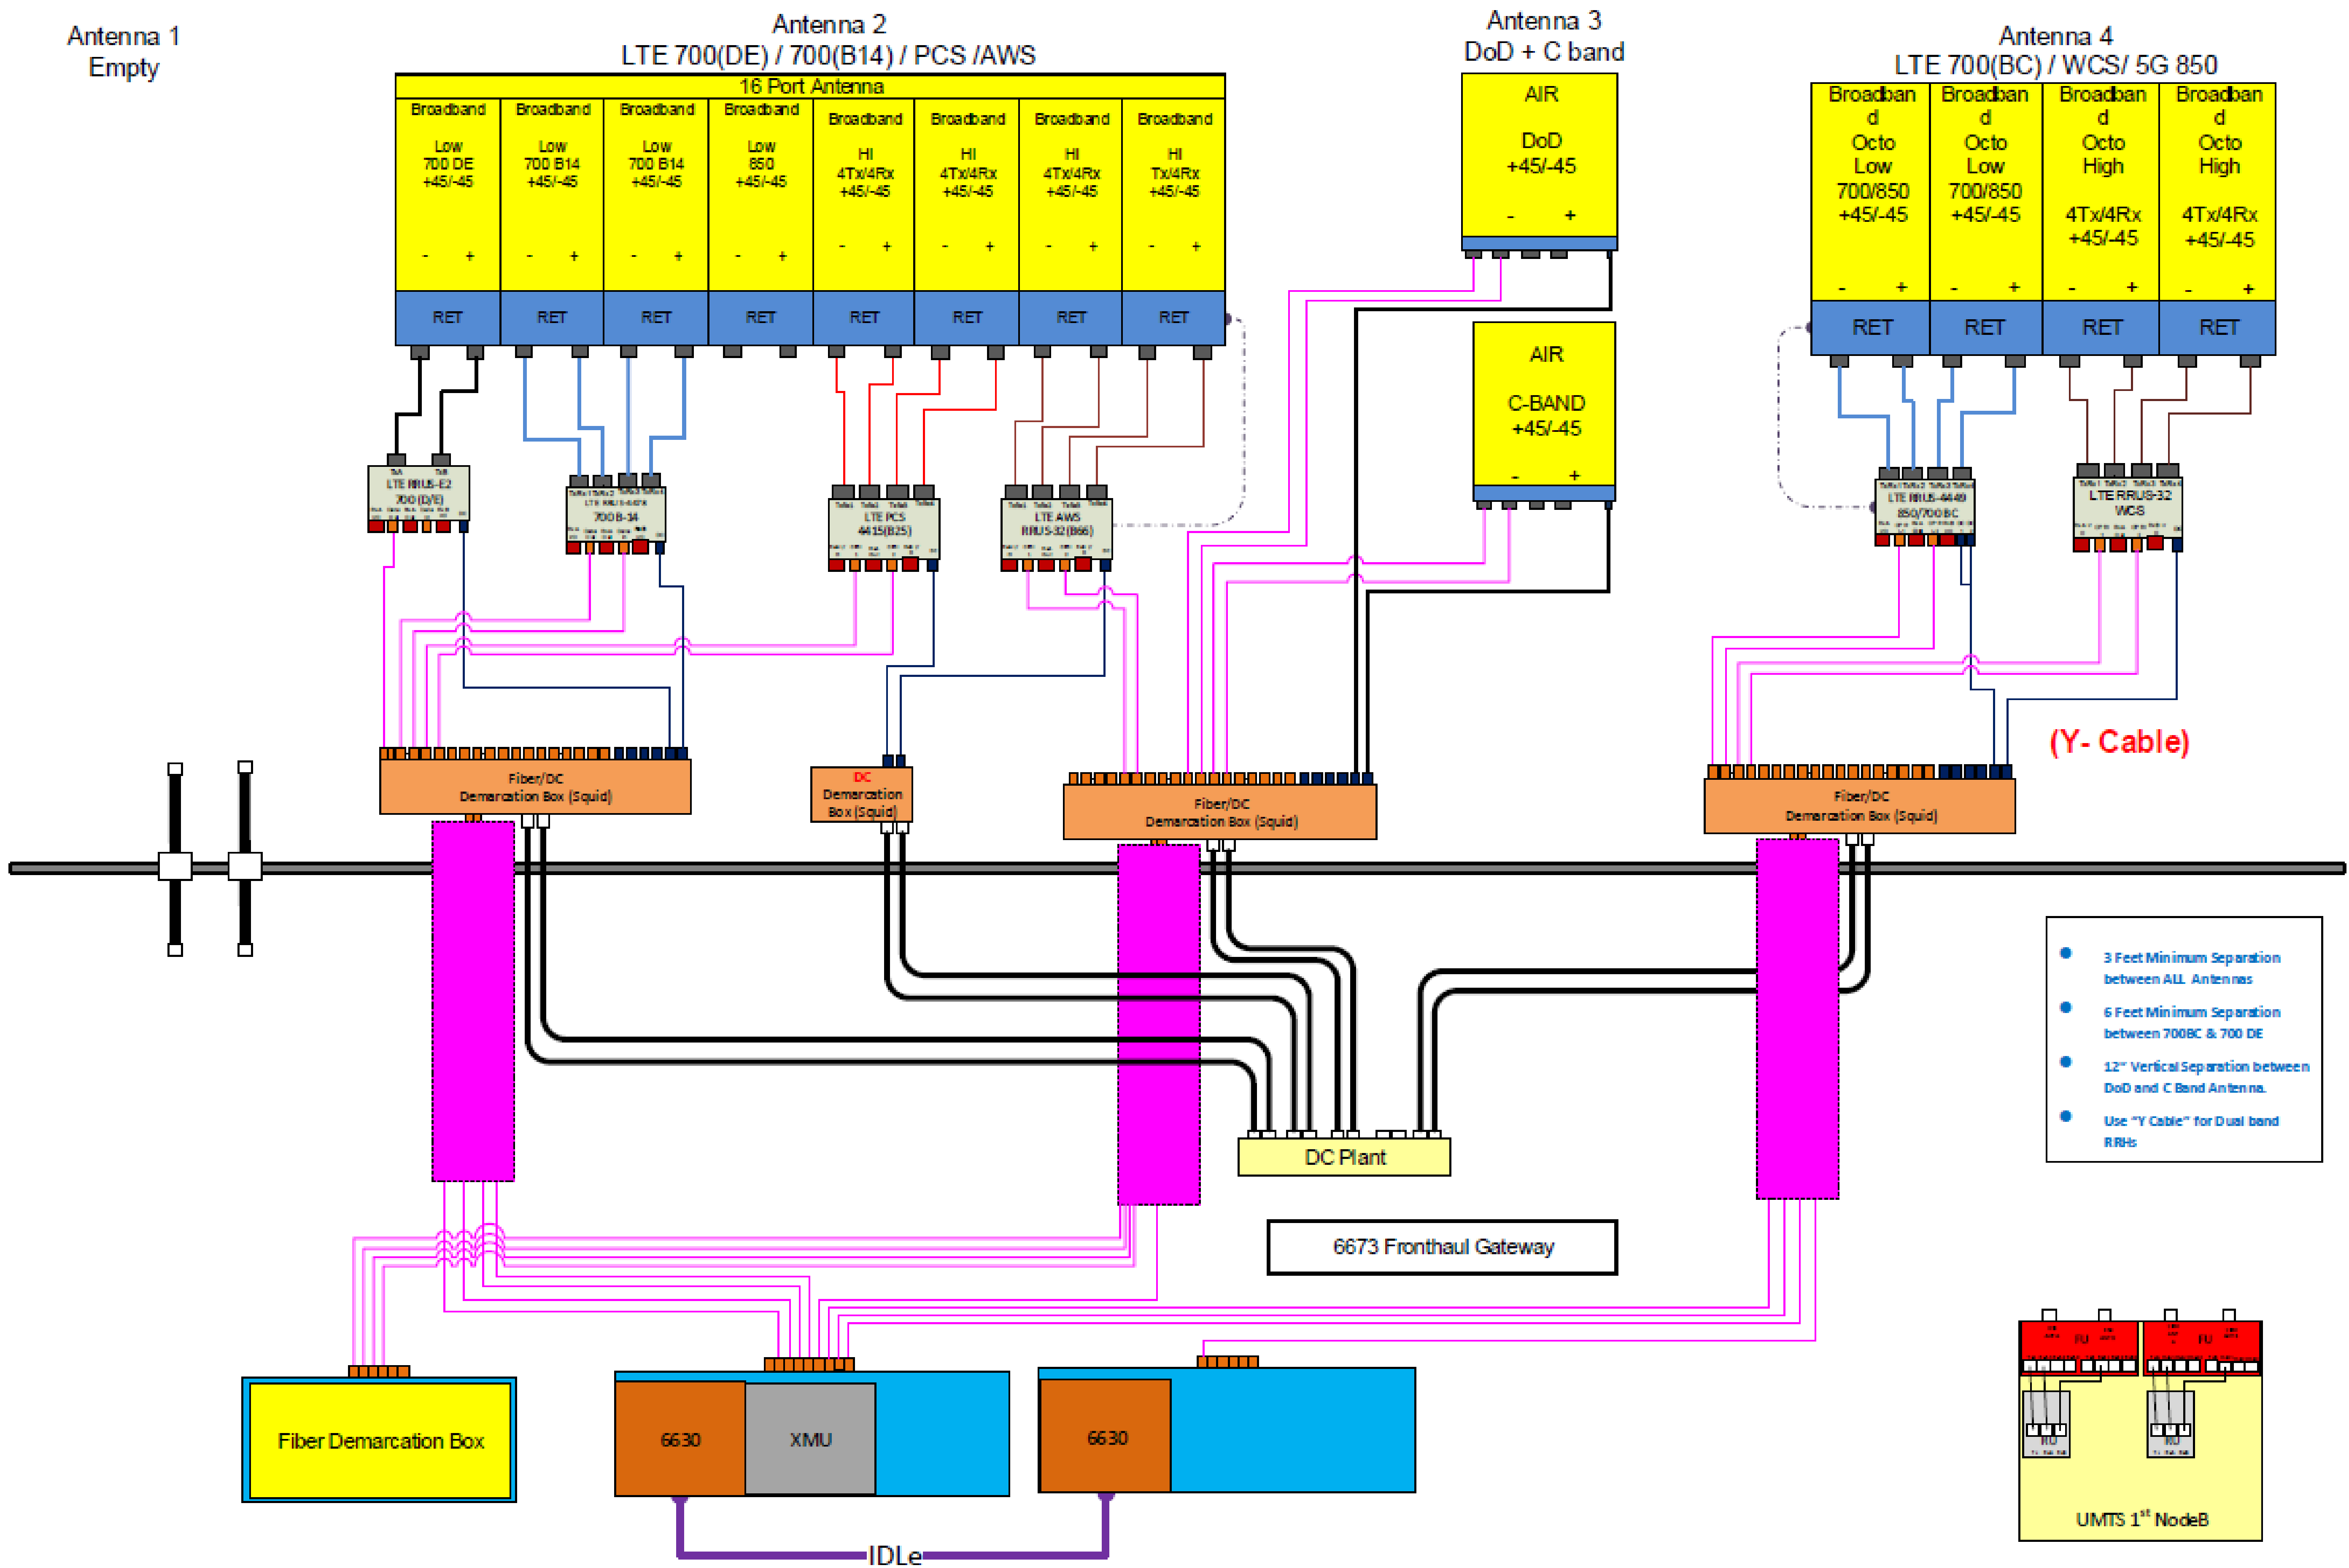 Antenna 1
Empty
Antenna 2
LTE 700(DE) / 700(B14) / PCS /AWS
Antenna 3
DoD + C band
Antenna 4
LTE 700(BC) / WCS/ 5G 850
16 Port Antenna
Broadband
Low
700 DE
+45/-45
- +
RET
Broadband
Low
700 B14
+45/-45
- +
RET
Broadband
Low
700 B14
+45/-45
- +
RET
Broadband
Low
850
+45/-45
- +
RET
Broadband
HI
4Tx/4Rx
+45/-45
- +
RET
Broadband
HI
4Tx/4Rx
+45/-45
- +
RET
Broadband
HI
4Tx/4Rx
+45/-45
- +
RET
Broadband
HI
Tx/4Rx
+45/-45
- +
RET
AIR
DoD
+45/-45
- +
AIR
C-BAND
+45/-45
- +
Broadban
d
Octo
Low
700/850
+45/-45
- +
RET
Broadban
d
Octo
Low
700/850
+45/-45
- +
RET
Broadban
d
Octo
High
4Tx/4Rx
+45/-45
- +
RET
Broadban
d
Octo
High
4Tx/4Rx
+45/-45
- +
RET
TxA TxB
LTE RRUS-E2
700 (D/E)
700 B-14
LTE PCS
4415(B25)
LTE AWS
RRUS-32(B66)
LTE RRUS-4449
850/700 BC
LTE RRUS-32
WCS
(Y- Cable)
Fiber/DC
Demarcation Box (Squid)
DC
Demarcation
Box (Squid)
Fiber/DC
Demarcation Box (Squid)
Fiber/DC
Demarcation Box (Squid)
3 Feet Minimum Separation
between ALL Antennas
6 Feet Minimum Separation
between 700BC & 700 DE
12" Vertical Separation between
DoD and C Band Antenna.
Use “Y Cable” for Dual band
RRHs
DC Plant
6673 Fronthaul Gateway
Fiber Demarcation Box
6630
XMU
6630
IDLe
FU
FU
RU
RU
UMTS 1st NodeB